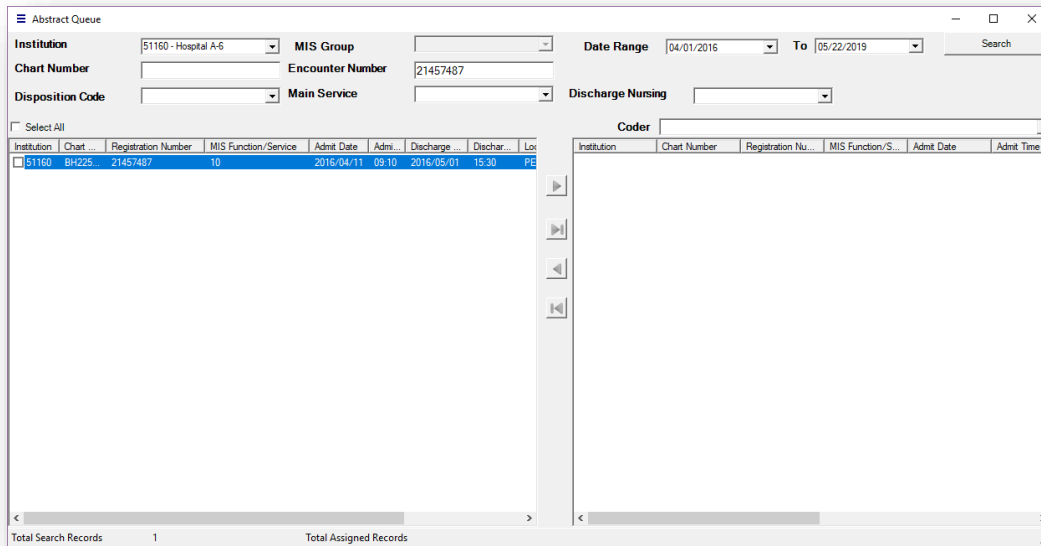 Abstract Queue
Institution 51160 - Hospital A-6 MIS Group Date Range 04/01/2016 To 05/22/2019 Search
Chart Number Encounter Number 21457487
Disposition Code Main Service Discharge Nursing
Select All Coder
Institution Chart ... Registration Number MIS Function/Service Admit Date Admi... Discharge ... Dischar... Loc Institution Chart Number Registration Nu... MIS Function/S... Admit Date Admit Time
51160 BH225... 21457487 10 2016/04/11 09:10 2016/05/01 15:30 PE
Total Search Records 1 Total Assigned Records